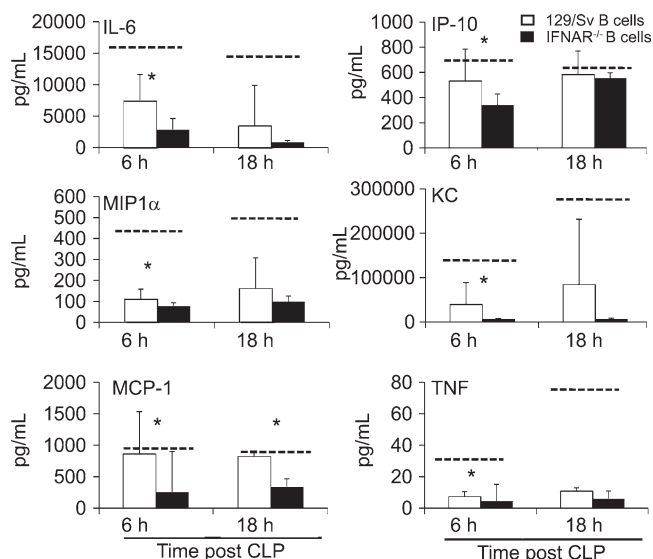 IL-6
pg/mL
20000
15000
10000
5000
0
*
6 h
18 h
IP-10
129/Sv B cells
IFNAR-/- B cells
pg/mL
1000
800
600
400
200
0
*
6 h
18 h
MIP1α
pg/mL
600
500
400
300
200
100
0
*
6 h
18 h
KC
pg/mL
300000
200000
100000
0
*
6 h
18 h
MCP-1
pg/mL
2000
1500
1000
500
0
*
*
6 h
18 h
Time post CLP
TNF
pg/mL
80
60
40
20
0
*
6 h
18 h
Time post CLP